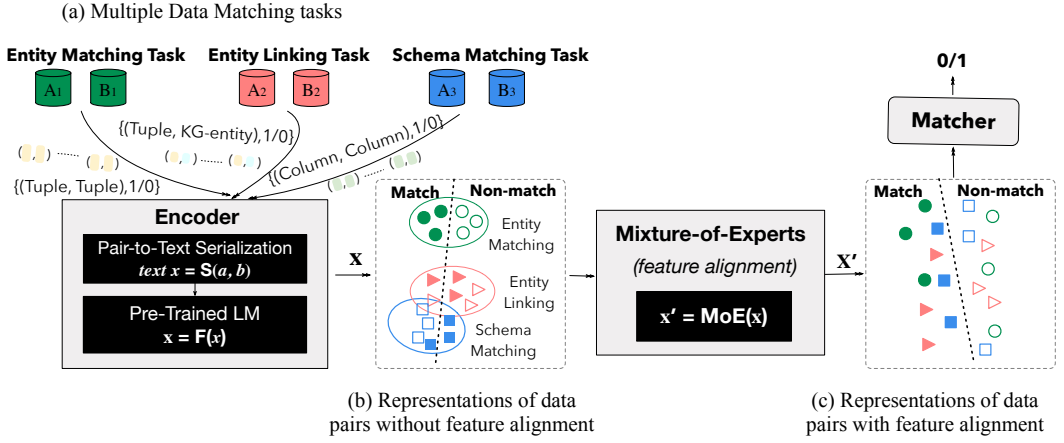 (a) Multiple Data Matching tasks
Entity Matching Task
Entity Linking Task
Schema Matching Task
A1
B1
A2
B2
A3
B3
0/1
Matcher
{(Tuple, KG-entity),1/0}
{(Column, Column),1/0}
( , ) ...... ( , )
( , ) ...... ( , )
( , ) ...... ( , )
{(Tuple, Tuple),1/0}
Encoder
Pair-to-Text Serialization
text x = S(a, b)
Pre-Trained LM
x = F(x)
x
Match
Non-match
Entity
Matching
Entity
Linking
Schema
Matching
Mixture-of-Experts
(feature alignment)
x′ = MoE(x)
X′
Match
Non-match
(b) Representations of data
pairs without feature alignment
(c) Representations of data
pairs with feature alignment